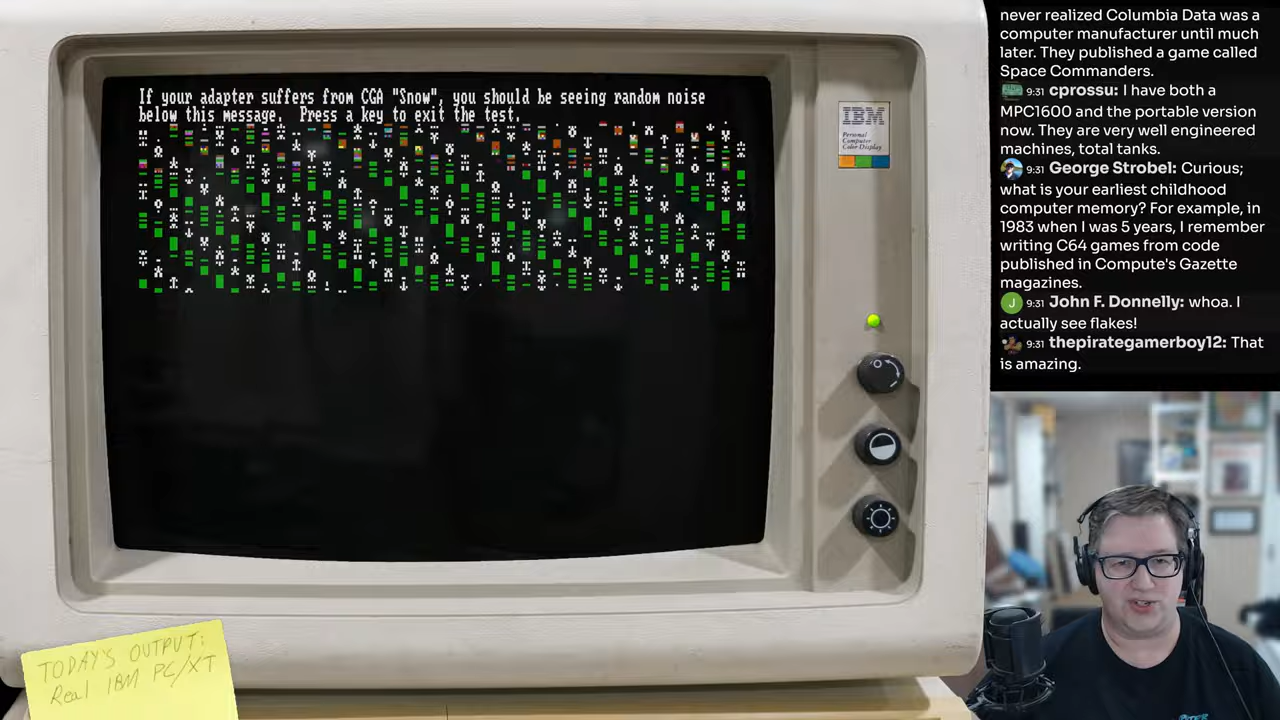 If your adapter suffers from CGA "Snow", you should be seeing random noise
below this message. Press a key to exit the test.
IBM
Personal
Computer
Color Display
TODAY'S OUTPUT:
Real IBM PC/XT
never realized Columbia Data was a
computer manufacturer until much
later. They published a game called
Space Commanders.
9:31 cprossu: I have both a
MPC1600 and the portable version
now. They are very well engineered
machines, total tanks.
9:31 George Strobel: Curious;
what is your earliest childhood
computer memory? For example, in
1983 when I was 5 years, I remember
writing C64 games from code
published in Compute's Gazette
magazines.
J 9:31 John F. Donnelly: whoa. I
actually see flakes!
9:31 thepirategamerboy12: That
is amazing.